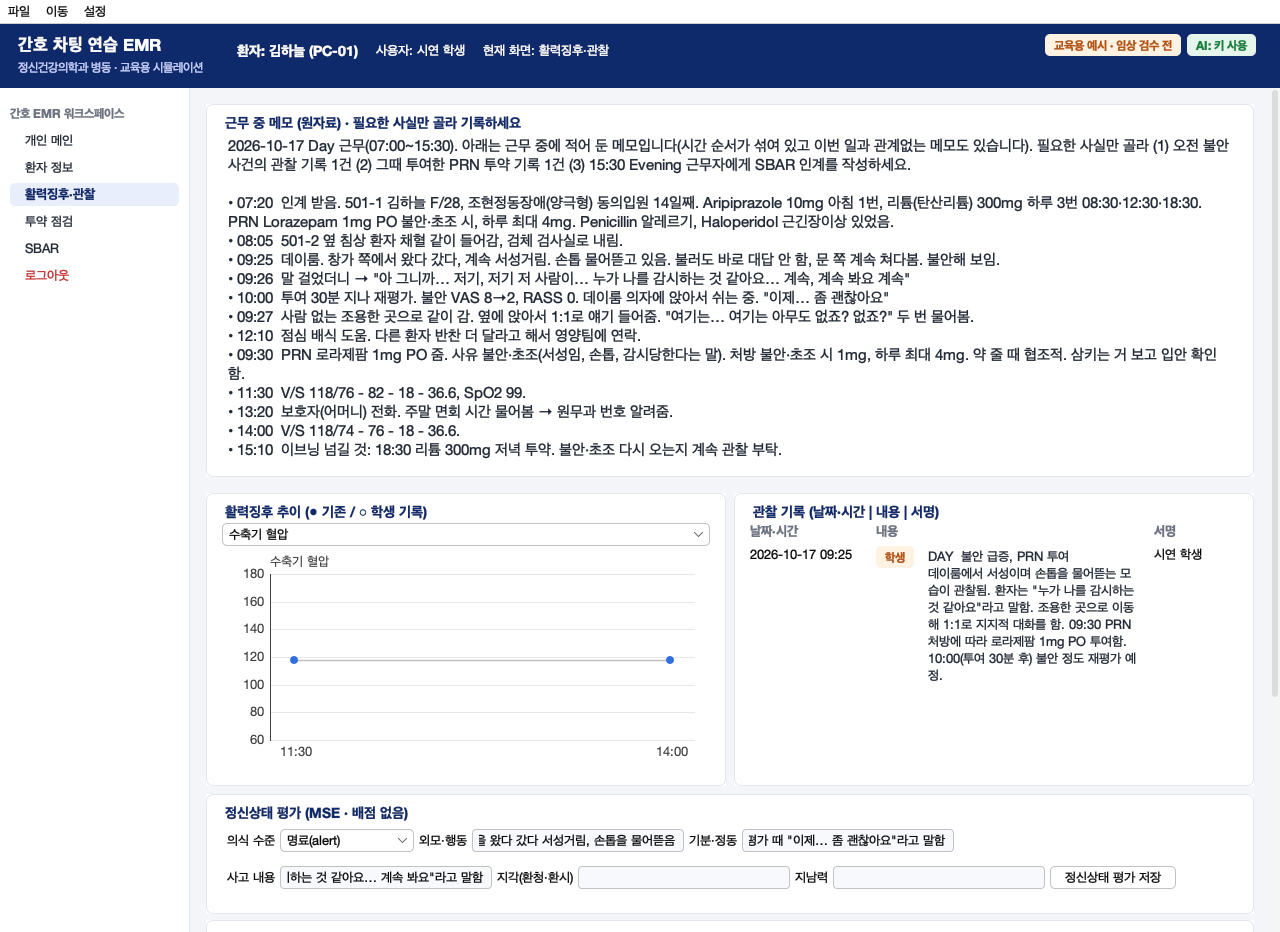 파일 이동 설정
간호 차팅 연습 EMR
정신건강의학과 병동 · 교육용 시뮬레이션
환자: 김하늘 (PC-01) 사용자: 시연 학생 현재 화면: 활력징후·관찰
교육용 예시 · 임상 검수 전 AI: 키 사용
간호 EMR 워크스페이스
개인 메인
환자 정보
활력징후·관찰
투약 점검
SBAR
로그아웃
근무 중 메모 (원자료) · 필요한 사실만 골라 기록하세요
2026-10-17 Day 근무(07:00~15:30). 아래는 근무 중에 적어 둔 메모입니다(시간 순서가 섞여 있고 이번 일과 관계없는 메모도 있습니다). 필요한 사실만 골라 (1) 오전 불안
사건의 관찰 기록 1건 (2) 그때 투여한 PRN 투약 기록 1건 (3) 15:30 Evening 근무자에게 SBAR 인계를 작성하세요.
• 07:20 인계 받음. 501-1 김하늘 F/28, 조현정동장애(양극형) 동의입원 14일째. Aripiprazole 10mg 아침 1번, 리튬(탄산리튬) 300mg 하루 3번 08:30·12:30·18:30.
PRN Lorazepam 1mg PO 불안·초조 시, 하루 최대 4mg. Penicillin 알레르기, Haloperidol 근긴장이상 있었음.
• 08:05 501-2 옆 침상 환자 채혈 같이 들어감, 검체 검사실로 내림.
• 09:25 데이룸. 창가 쪽에서 왔다 갔다, 계속 서성거림. 손톱 물어뜯고 있음. 불러도 바로 대답 안 함, 문 쪽 계속 쳐다봄. 불안해 보임.
• 09:26 말 걸었더니 → "아 그니까… 저기, 저기 저 사람이… 누가 나를 감시하는 것 같아요… 계속, 계속 봐요 계속"
• 10:00 투여 30분 지나 재평가. 불안 VAS 8→2, RASS 0. 데이룸 의자에 앉아서 쉬는 중. "이제… 좀 괜찮아요"
• 09:27 사람 없는 조용한 곳으로 같이 감. 옆에 앉아서 1:1로 얘기 들어줌. "여기는… 여기는 아무도 없죠? 없죠?" 두 번 물어봄.
• 12:10 점심 배식 도움. 다른 환자 반찬 더 달라고 해서 영양팀에 연락.
• 09:30 PRN 로라제팜 1mg PO 줌. 사유 불안·초조(서성임, 손톱, 감시당한다는 말). 처방 불안·초조 시 1mg, 하루 최대 4mg. 약 줄 때 협조적. 삼키는 거 보고 입안 확인
함.
• 11:30 V/S 118/76 - 82 - 18 - 36.6, SpO2 99.
• 13:20 보호자(어머니) 전화. 주말 면회 시간 물어봄 → 원무과 번호 알려줌.
• 14:00 V/S 118/74 - 76 - 18 - 36.6.
• 15:10 이브닝 넘길 것: 18:30 리튬 300mg 저녁 투약. 불안·초조 다시 오는지 계속 관찰 부탁.
활력징후 추이 (● 기존 / ○ 학생 기록)
수축기 혈압
수축기 혈압
180
160
140
120
100
80
60
11:30 14:00
관찰 기록 (날짜·시간 | 내용 | 서명)
날짜·시간 내용 서명
2026-10-17 09:25 학생 DAY 불안 급증, PRN 투여 시연 학생
데이룸에서 서성이며 손톱을 물어뜯는 모
습이 관찰됨. 환자는 "누가 나를 감시하는
것 같아요"라고 말함. 조용한 곳으로 이동
해 1:1로 지지적 대화를 함. 09:30 PRN
처방에 따라 로라제팜 1mg PO 투여함.
10:00(투여 30분 후) 불안 정도 재평가 예
정.
정신상태 평가 (MSE · 배점 없음)
의식 수준 명료(alert) 외모·행동 왔다 갔다 서성거림, 손톱을 물어뜯음 기분·정동 때 "이제… 좀 괜찮아요"라고 말함
사고 내용 하는 것 같아요… 계속 봐요"라고 말함 지각(환청·환시) 지남력 정신상태 평가 저장